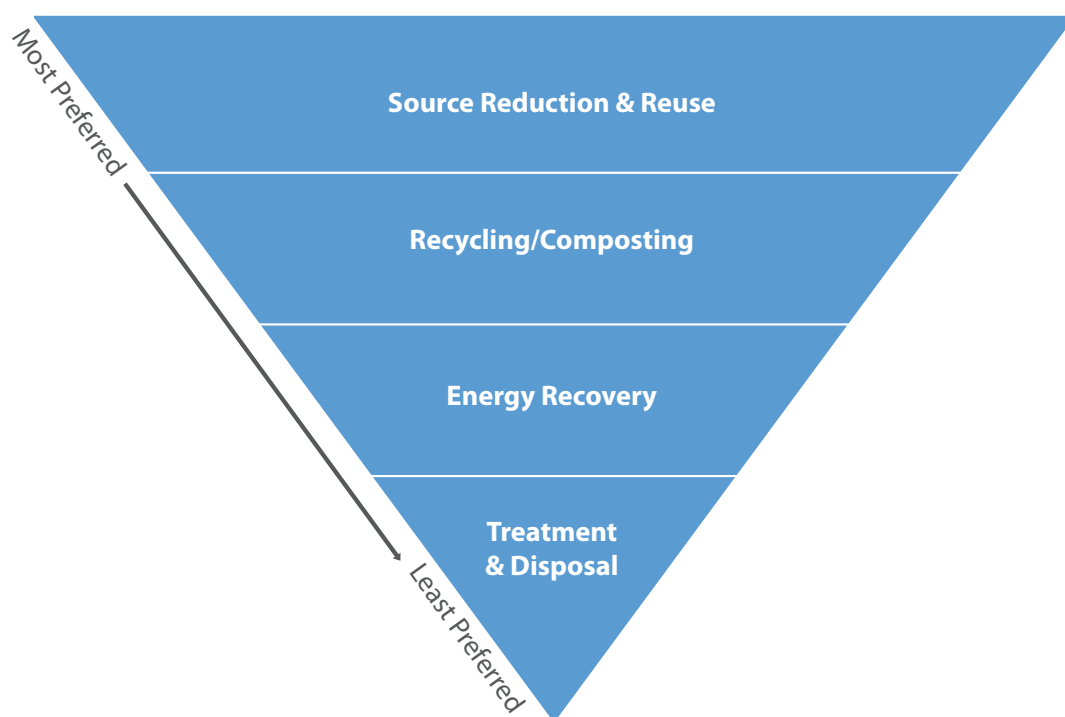 Most Preferred
Source Reduction & Reuse
Recycling/Composting
Energy Recovery
Treatment
& Disposal
Least Preferred